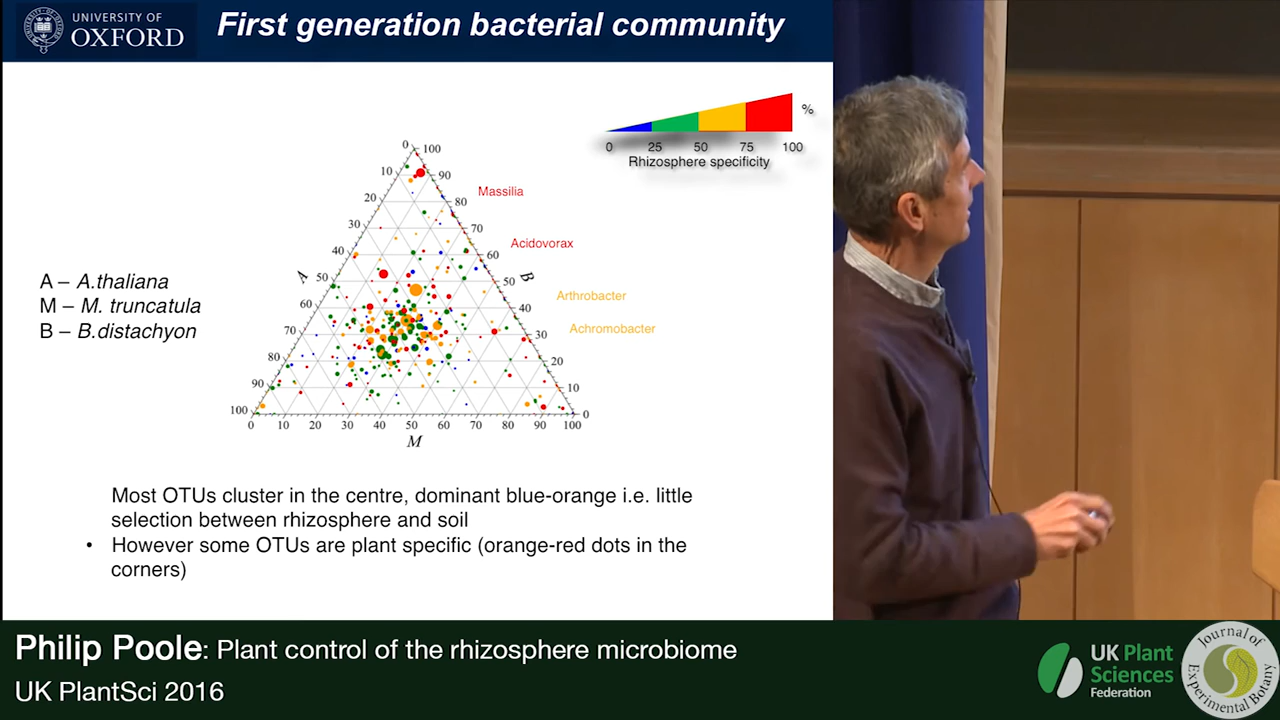 UNIVERSITY OF
OXFORD
First generation bacterial community
%
0 25 50 75 100
Rhizosphere specificity
0 100
10 90
20 80
30 70
40 60
50 50
60 40
70 30
80 20
90 10
100 0
A
B
0 10 20 30 40 50 60 70 80 90 100
M
Massilia
Acidovorax
Arthrobacter
Achromobacter
A – A.thaliana
M – M. truncatula
B – B.distachyon
Most OTUs cluster in the centre, dominant blue-orange i.e. little
selection between rhizosphere and soil
• However some OTUs are plant specific (orange-red dots in the
corners)
Philip Poole: Plant control of the rhizosphere microbiome
UK PlantSci 2016
UK Plant
Sciences
Federation
Journal of
Experimental Botany